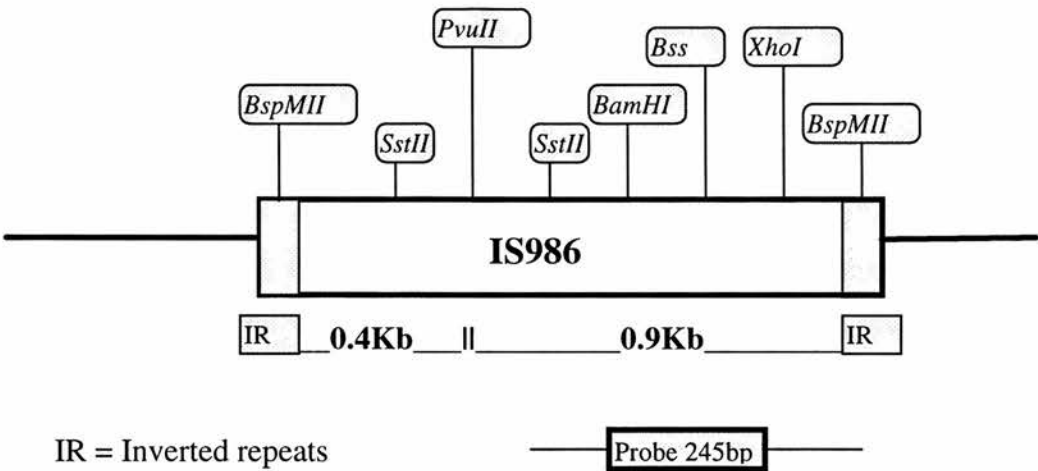 PvuII
Bss
XhoI
BspMII
BamHI
BspMII
SstII
SstII
IS986
IR
0.4Kb
||
0.9Kb
IR
IR = Inverted repeats
Probe 245bp